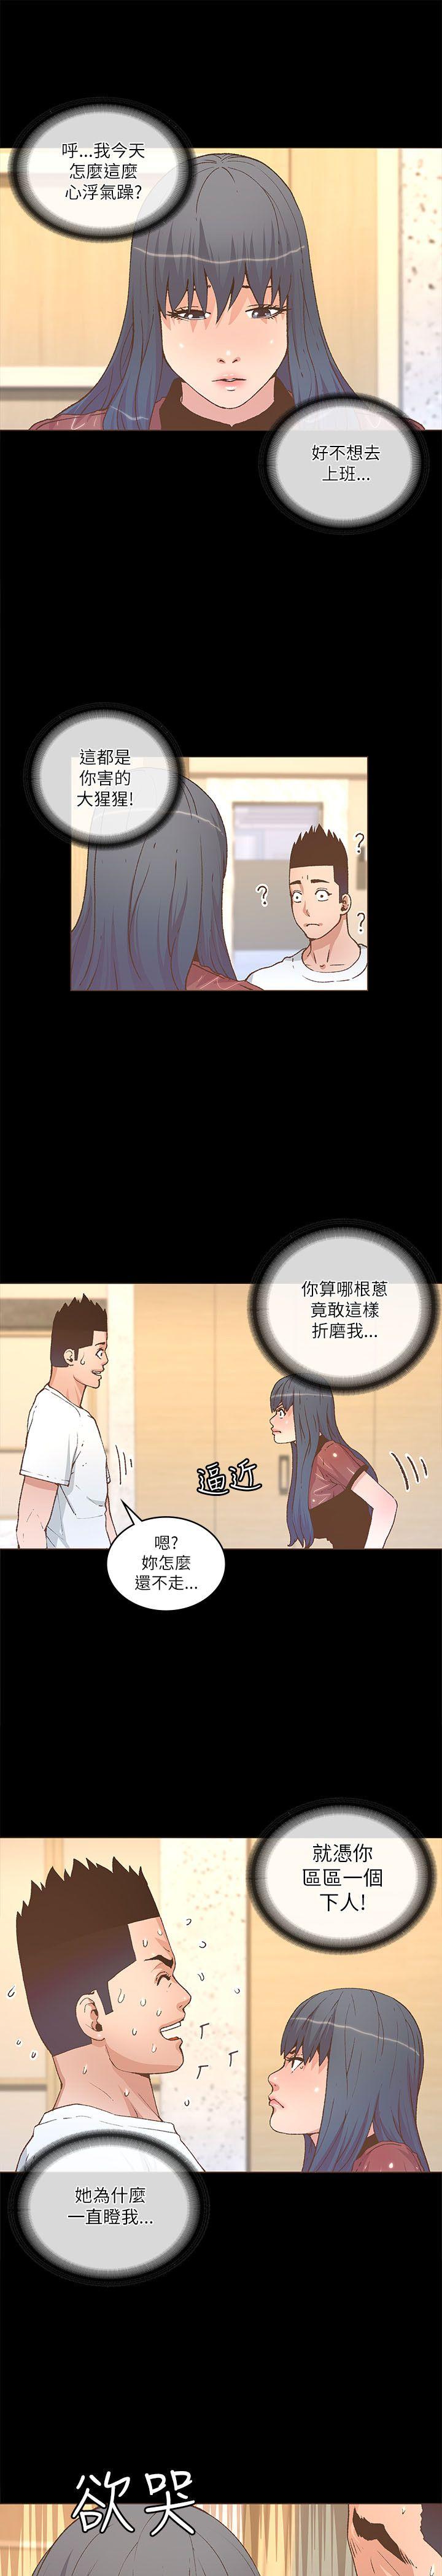 呼...我今天
怎麼這麼
心浮氣躁?
好不想去
上班...
這都是
你害的
大猩猩!
?
?
?
你算哪根蔥
竟敢這樣
折磨我...
逼近
嗯?
妳怎麼
還不走...
就憑你
區區一個
下人!
她為什麼
一直瞪我...
欲哭